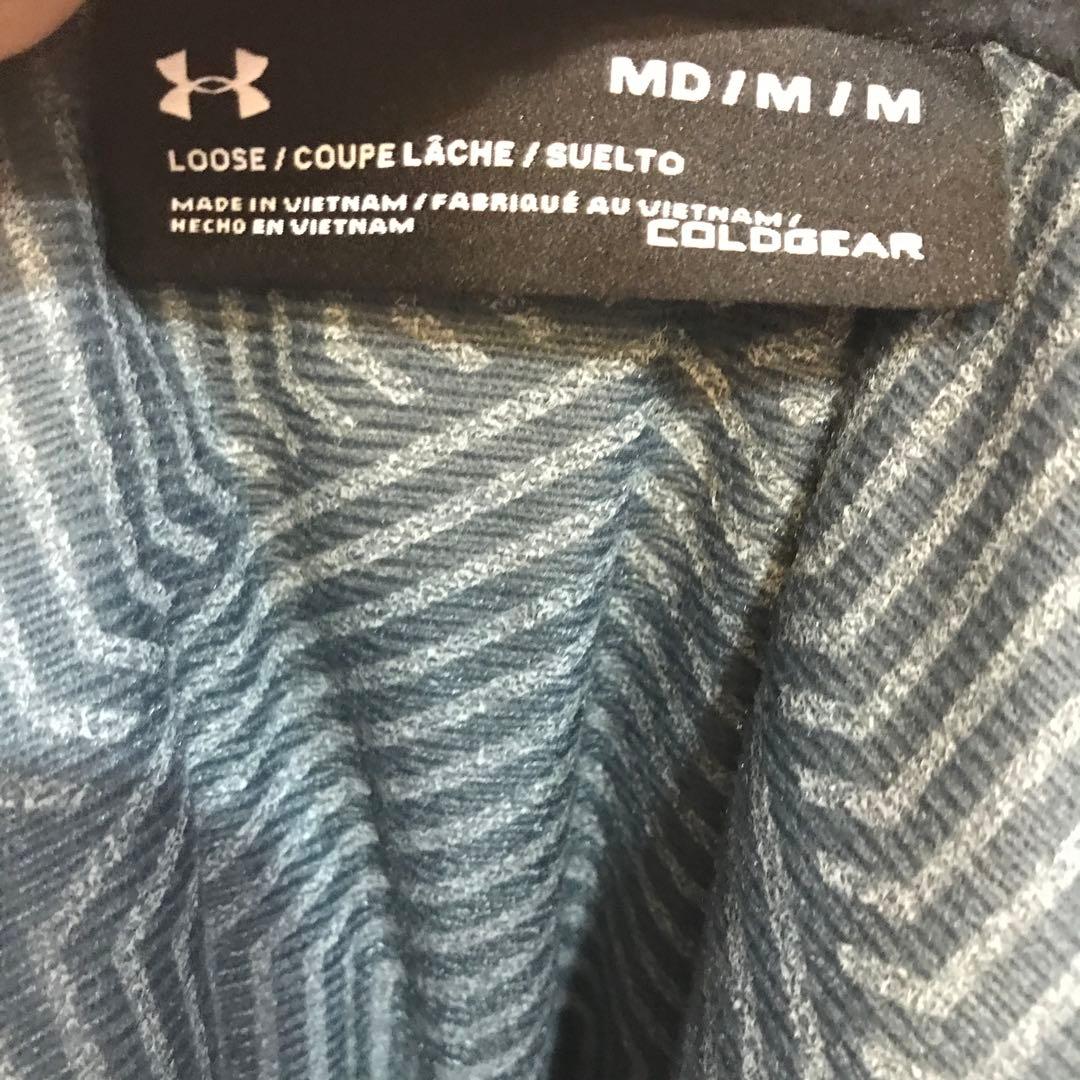 MD / M / M
LOOSE / COUPE LÂCHE / SUELTO
MADE IN VIETNAM / FABRIQUÉ AU VIETNAM /
HECHO EN VIETNAM
COLDGEAR